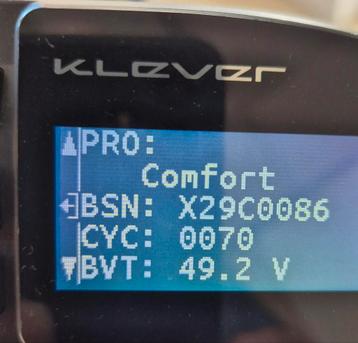 KLEVER
PRO:
Comfort
BSN: X29C0086
CYC: 0070
BVT: 49.2 V